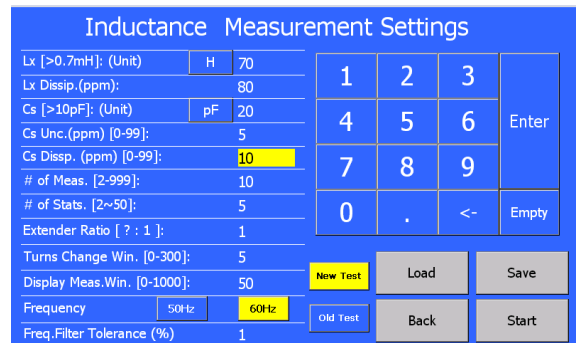 Inductance Measurement Settings
Lx [>0.7mH]: (Unit) H 70
Lx Dissip.(ppm): 80
Cs [>10pF]: (Unit) pF 20
Cs Unc.(ppm) [0-99]: 5
Cs Dissp. (ppm) [0-99]: 10
# of Meas. [2-999]: 10
# of Stats. [2~50]: 5
Extender Ratio [ ? : 1 ]: 1
Turns Change Win. [0-300]: 5
Display Meas.Win. [0-1000]: 50
Frequency 50Hz 60Hz
Freq.Filter Tolerance (%) 1
1 2 3
4 5 6 Enter
7 8 9
0 . <- Empty
New Test Load Save
Old Test Back Start